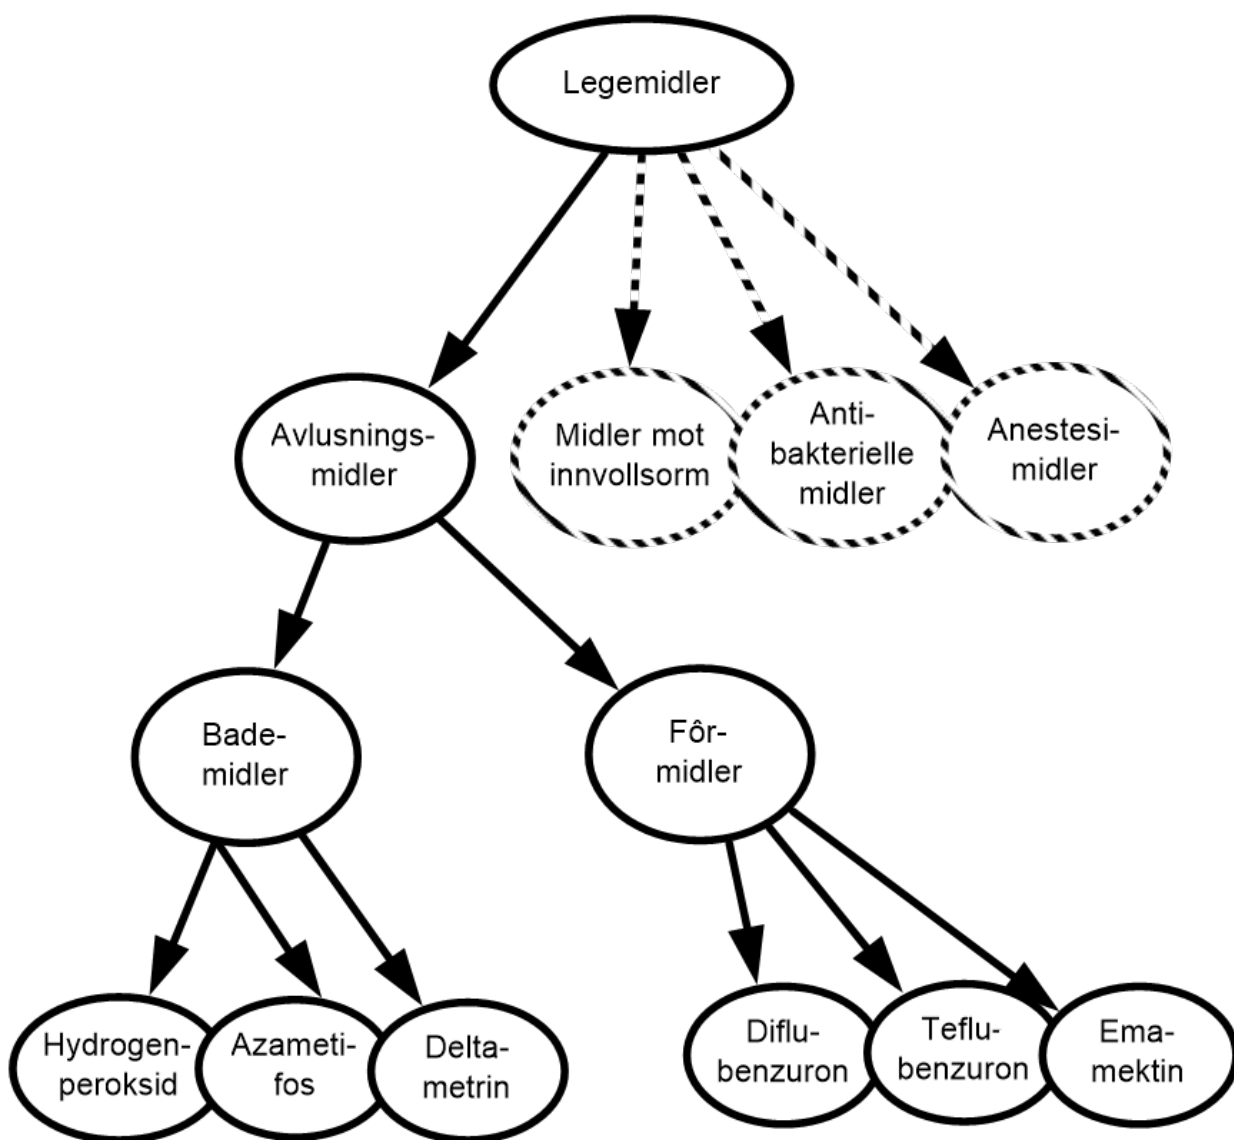 Legemidler
Avlusnings-
midler
Midler mot
innvollsorm
Anti-
bakterielle
midler
Anestesi-
midler
Bade-
midler
Fôr-
midler
Hydrogen-
peroksid
Azameti-
fos
Delta-
metrin
Diflu-
benzuron
Teflu-
benzuron
Ema-
mektin